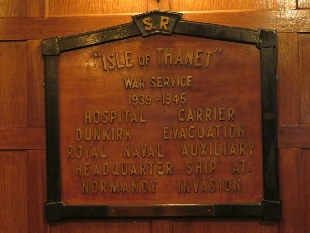 S.R
"ISLE OF THANET"
WAR SERVICE
1939-1945
HOSPITAL CARRIER
DUNKIRK EVACUATION
ROYAL NAVAL AUXILIARY
HEADQUARTER SHIP AT
NORMANDY INVASION